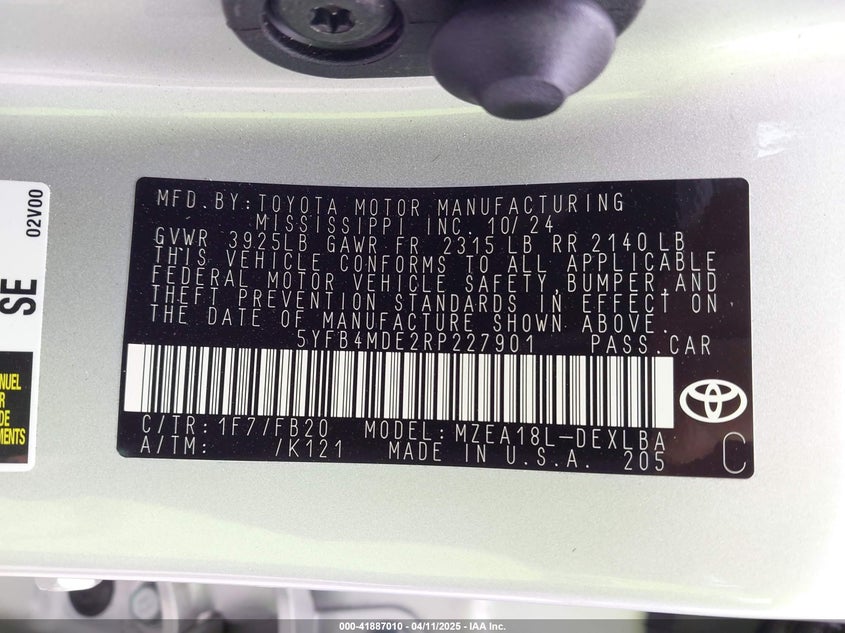 02V00
SE
MFD.BY:TOYOTA MOTOR MANUFACTURING
MISSISSIPPI INC. 10/24
GVWR 3925LB GAWR FR 2315 LB RR 2140 LB
THIS VEHICLE CONFORMS TO ALL APPLICABLE
FEDERAL MOTOR VEHICLE SAFETY,BUMPER,AND
THEFT PREVENTION STANDARDS IN EFFECT ON
THE DATE OF MANUFACTURE SHOWN ABOVE.
5YFB4MDE2RP227901 PASS.CAR
C/TR: 1F7/FB20 MODEL: MZEA18L-DEXLBA
A/TM: /K121 MADE IN U.S.A. 205 C
000-41887010 - 04/11/2025 - IAA Inc.